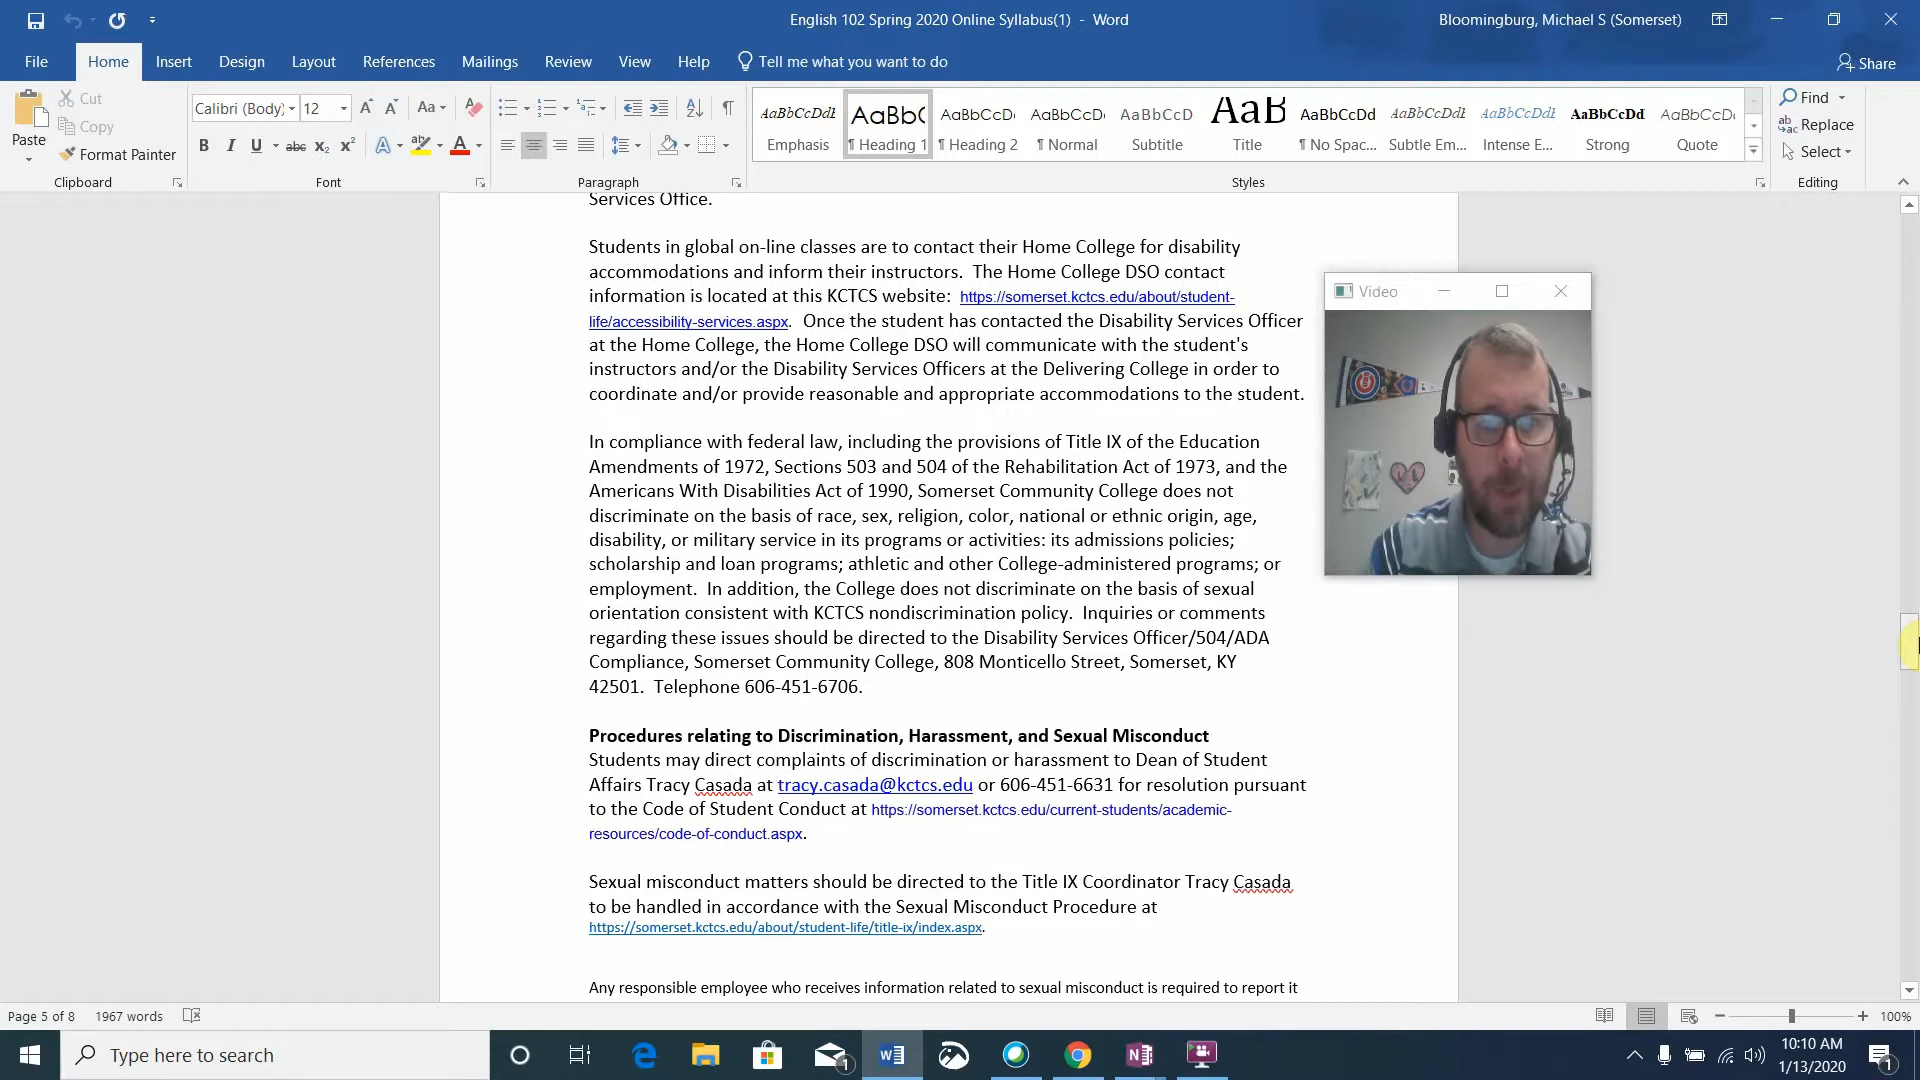 English 102 Spring 2020 Online Syllabus(1) - Word
Bloomingburg, Michael S (Somerset)
File Home Insert Design Layout References Mailings Review View Help Tell me what you want to do
Share
Cut
Copy
Format Painter
Paste
Clipboard
Calibri (Body) 12
Font
Paragraph
AaBbCcDdE AaBbC AaBbCcD AaBbCcD AaBbCcD AaB AaBbCcDd AaBbCcDdE AaBbCcDdE AaBbCcDd AaBbCcD
Emphasis ¶ Heading 1 ¶ Heading 2 ¶ Normal Subtitle Title ¶ No Spac... Subtle Em... Intense E... Strong Quote
Styles
Find
Replace
Select
Editing
Services Office.
Students in global on-line classes are to contact their Home College for disability
accommodations and inform their instructors. The Home College DSO contact
information is located at this KCTCS website: https://somerset.kctcs.edu/about/student-
life/accessibility-services.aspx. Once the student has contacted the Disability Services Officer
at the Home College, the Home College DSO will communicate with the student's
instructors and/or the Disability Services Officers at the Delivering College in order to
coordinate and/or provide reasonable and appropriate accommodations to the student.
In compliance with federal law, including the provisions of Title IX of the Education
Amendments of 1972, Sections 503 and 504 of the Rehabilitation Act of 1973, and the
Americans With Disabilities Act of 1990, Somerset Community College does not
discriminate on the basis of race, sex, religion, color, national or ethnic origin, age,
disability, or military service in its programs or activities: its admissions policies;
scholarship and loan programs; athletic and other College-administered programs; or
employment. In addition, the College does not discriminate on the basis of sexual
orientation consistent with KCTCS nondiscrimination policy. Inquiries or comments
regarding these issues should be directed to the Disability Services Officer/504/ADA
Compliance, Somerset Community College, 808 Monticello Street, Somerset, KY
42501. Telephone 606-451-6706.
Procedures relating to Discrimination, Harassment, and Sexual Misconduct
Students may direct complaints of discrimination or harassment to Dean of Student
Affairs Tracy Casada at tracy.casada@kctcs.edu or 606-451-6631 for resolution pursuant
to the Code of Student Conduct at https://somerset.kctcs.edu/current-students/academic-
resources/code-of-conduct.aspx.
Sexual misconduct matters should be directed to the Title IX Coordinator Tracy Casada
to be handled in accordance with the Sexual Misconduct Procedure at
https://somerset.kctcs.edu/about/student-life/title-ix/index.aspx.
Any responsible employee who receives information related to sexual misconduct is required to report it
Video
Page 5 of 8 1967 words
100%
Type here to search
10:10 AM
1/13/2020